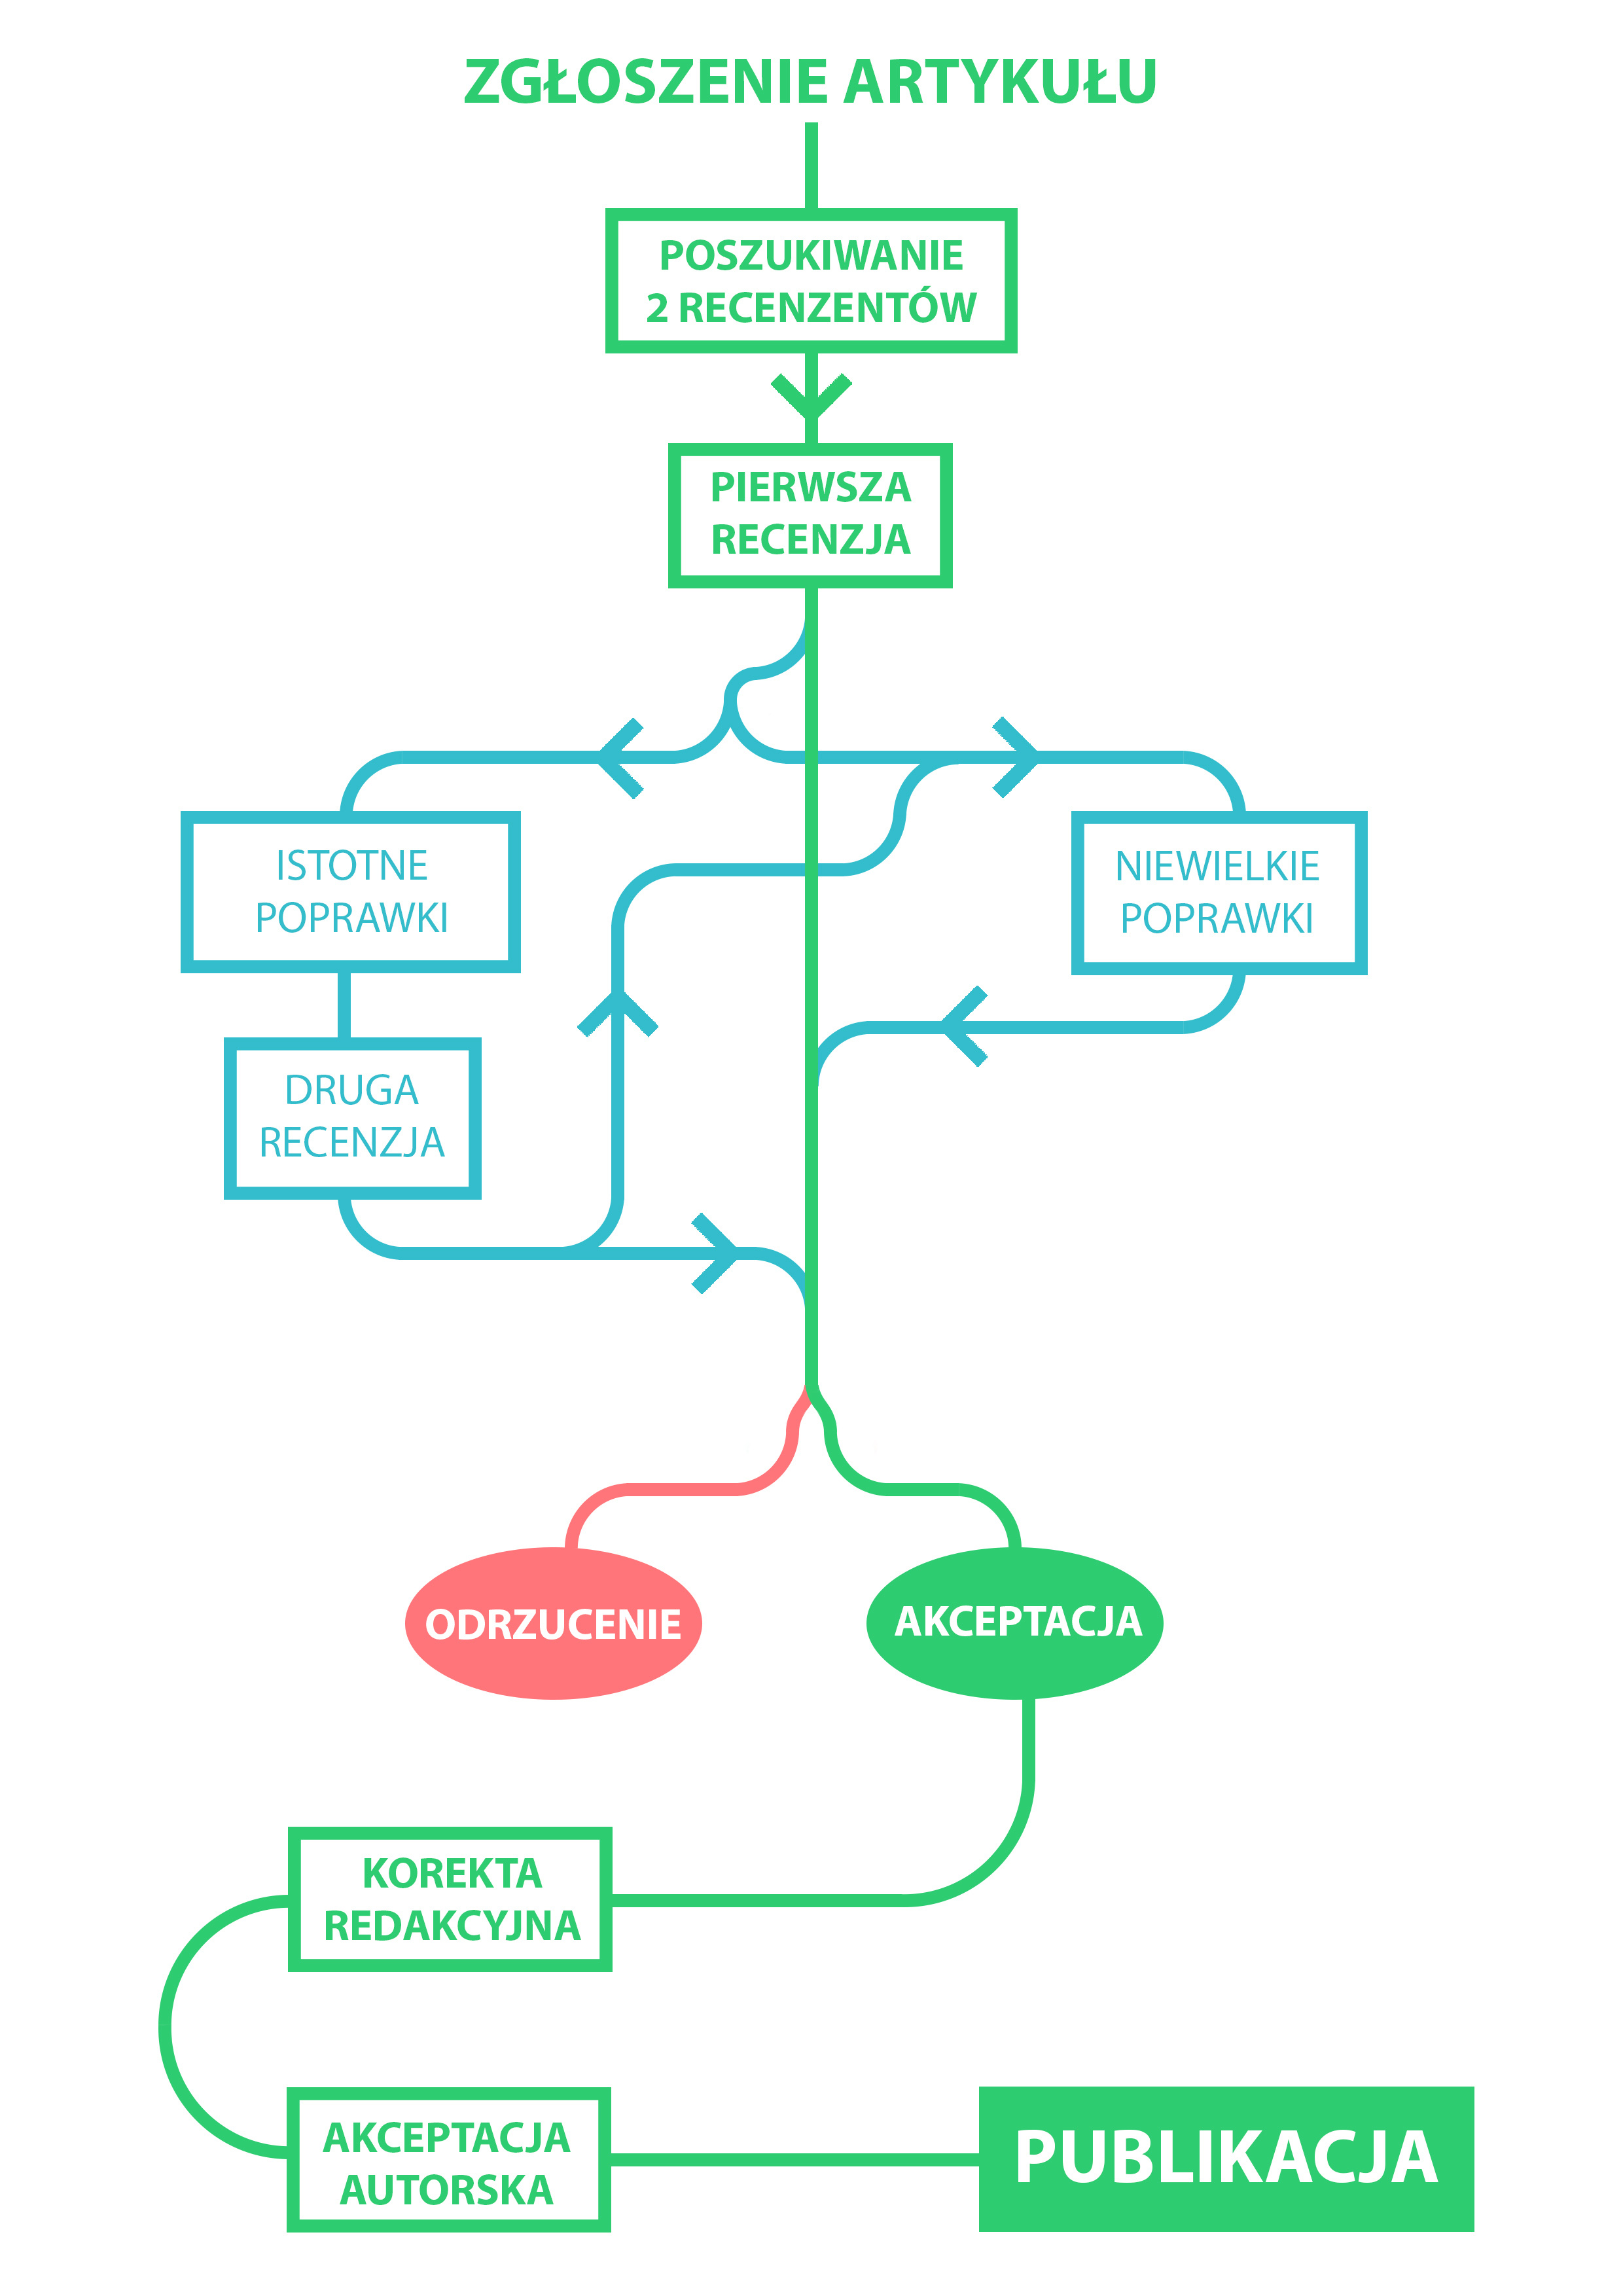 ZGŁOSZENIE ARTYKUŁU
POSZUKIWANIE
2 RECENZENTÓW
PIERWSZA
RECENZJA
ISTOTNE
POPRAWKI
NIEWIELKIE
POPRAWKI
DRUGA
RECENZJA
ODRZUCENIE
AKCEPTACJA
KOREKTA
REDAKCYJNA
AKCEPTACJA
AUTORSKA
PUBLIKACJA